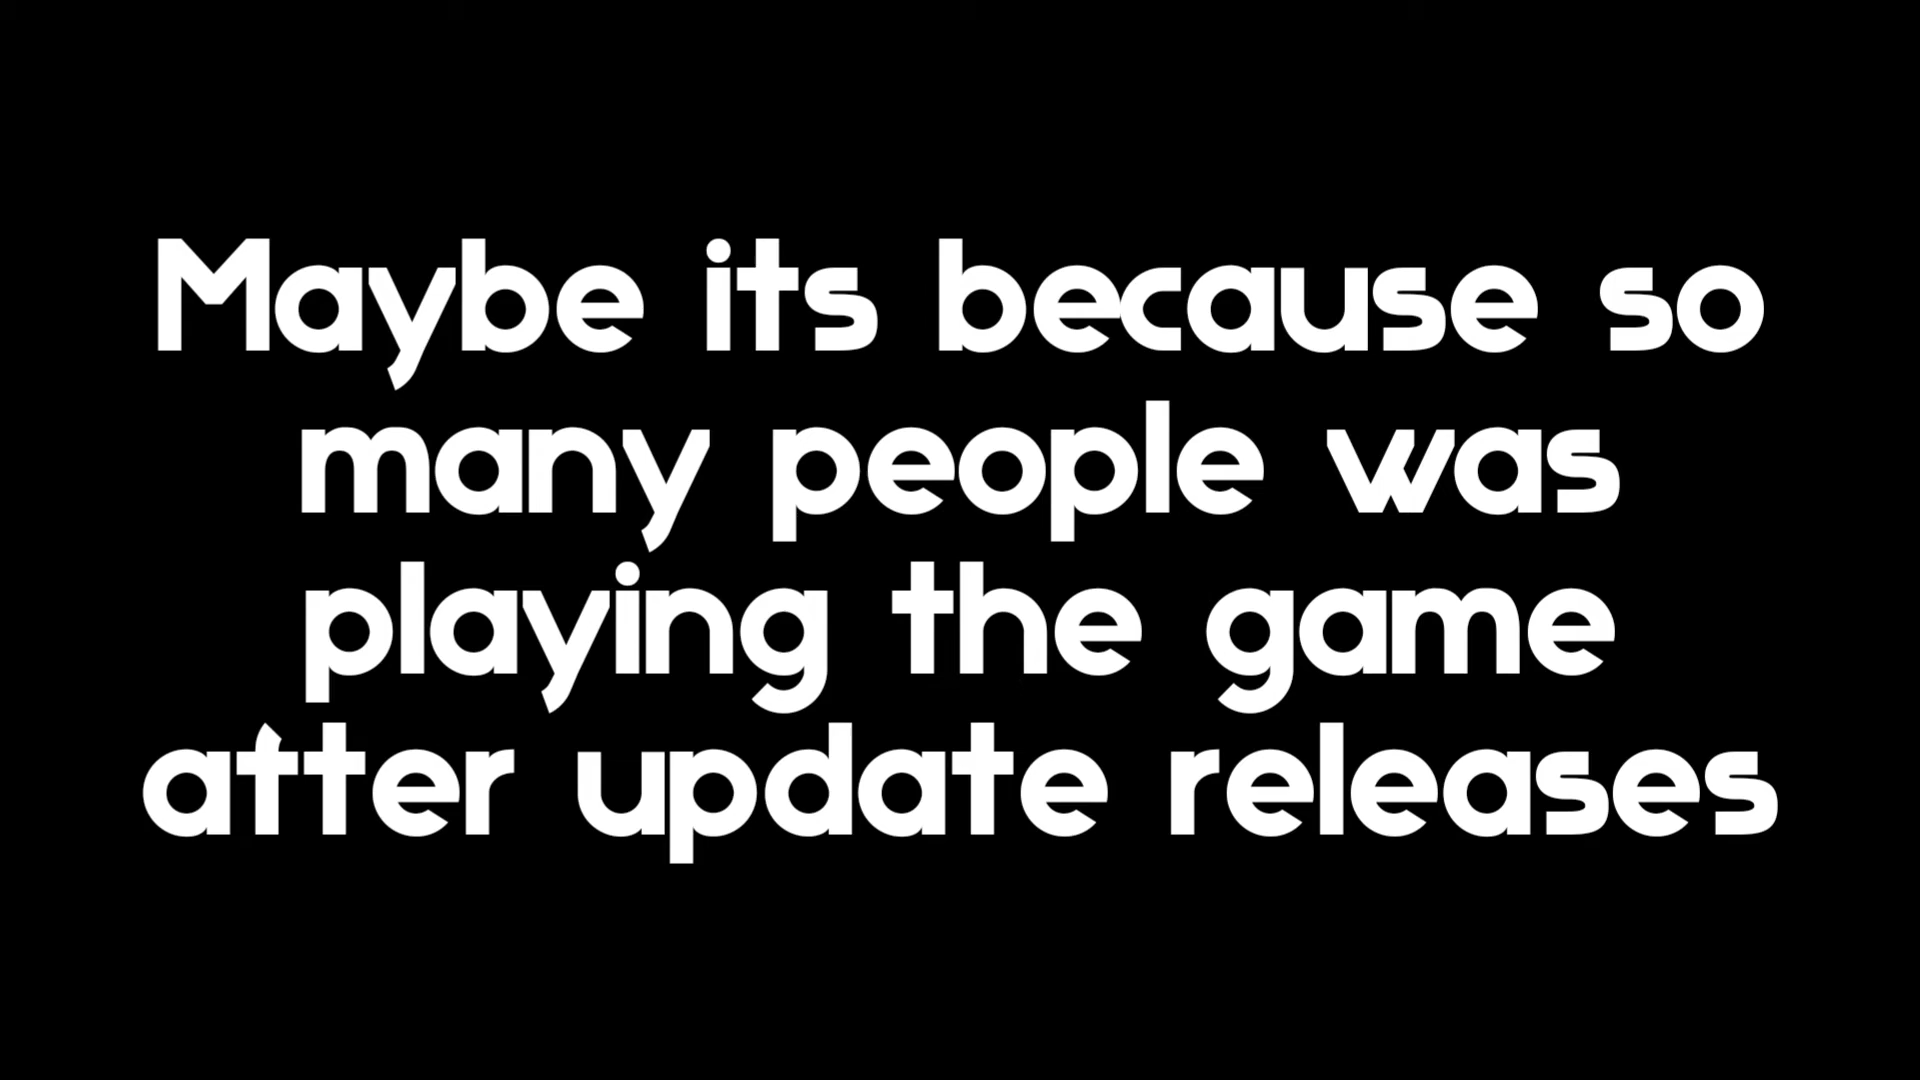 Maybe its because so
many people was
playing the game
after update releases